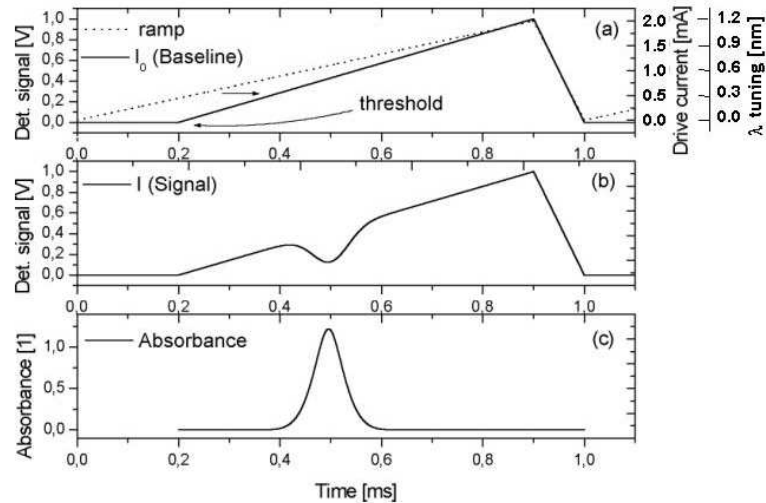 1,0
0,8
0,6
0,4
0,2
0,0
Det. signal [V]
ramp
I0 (Baseline)
threshold
(a)
2.0
1.5
1.0
0.5
0.0
Drive current [mA]
1.2
0.9
0.6
0.3
0.0
λ tuning [nm]
0,0 0,2 0,4 0,6 0,8 1,0
1,0
0,8
0,6
0,4
0,2
0,0
Det. signal [V]
I (Signal)
(b)
0,0 0,2 0,4 0,6 0,8 1,0
1,0
0,5
0,0
Absorbance [1]
Absorbance
(c)
0,0 0,2 0,4 0,6 0,8 1,0
Time [ms]